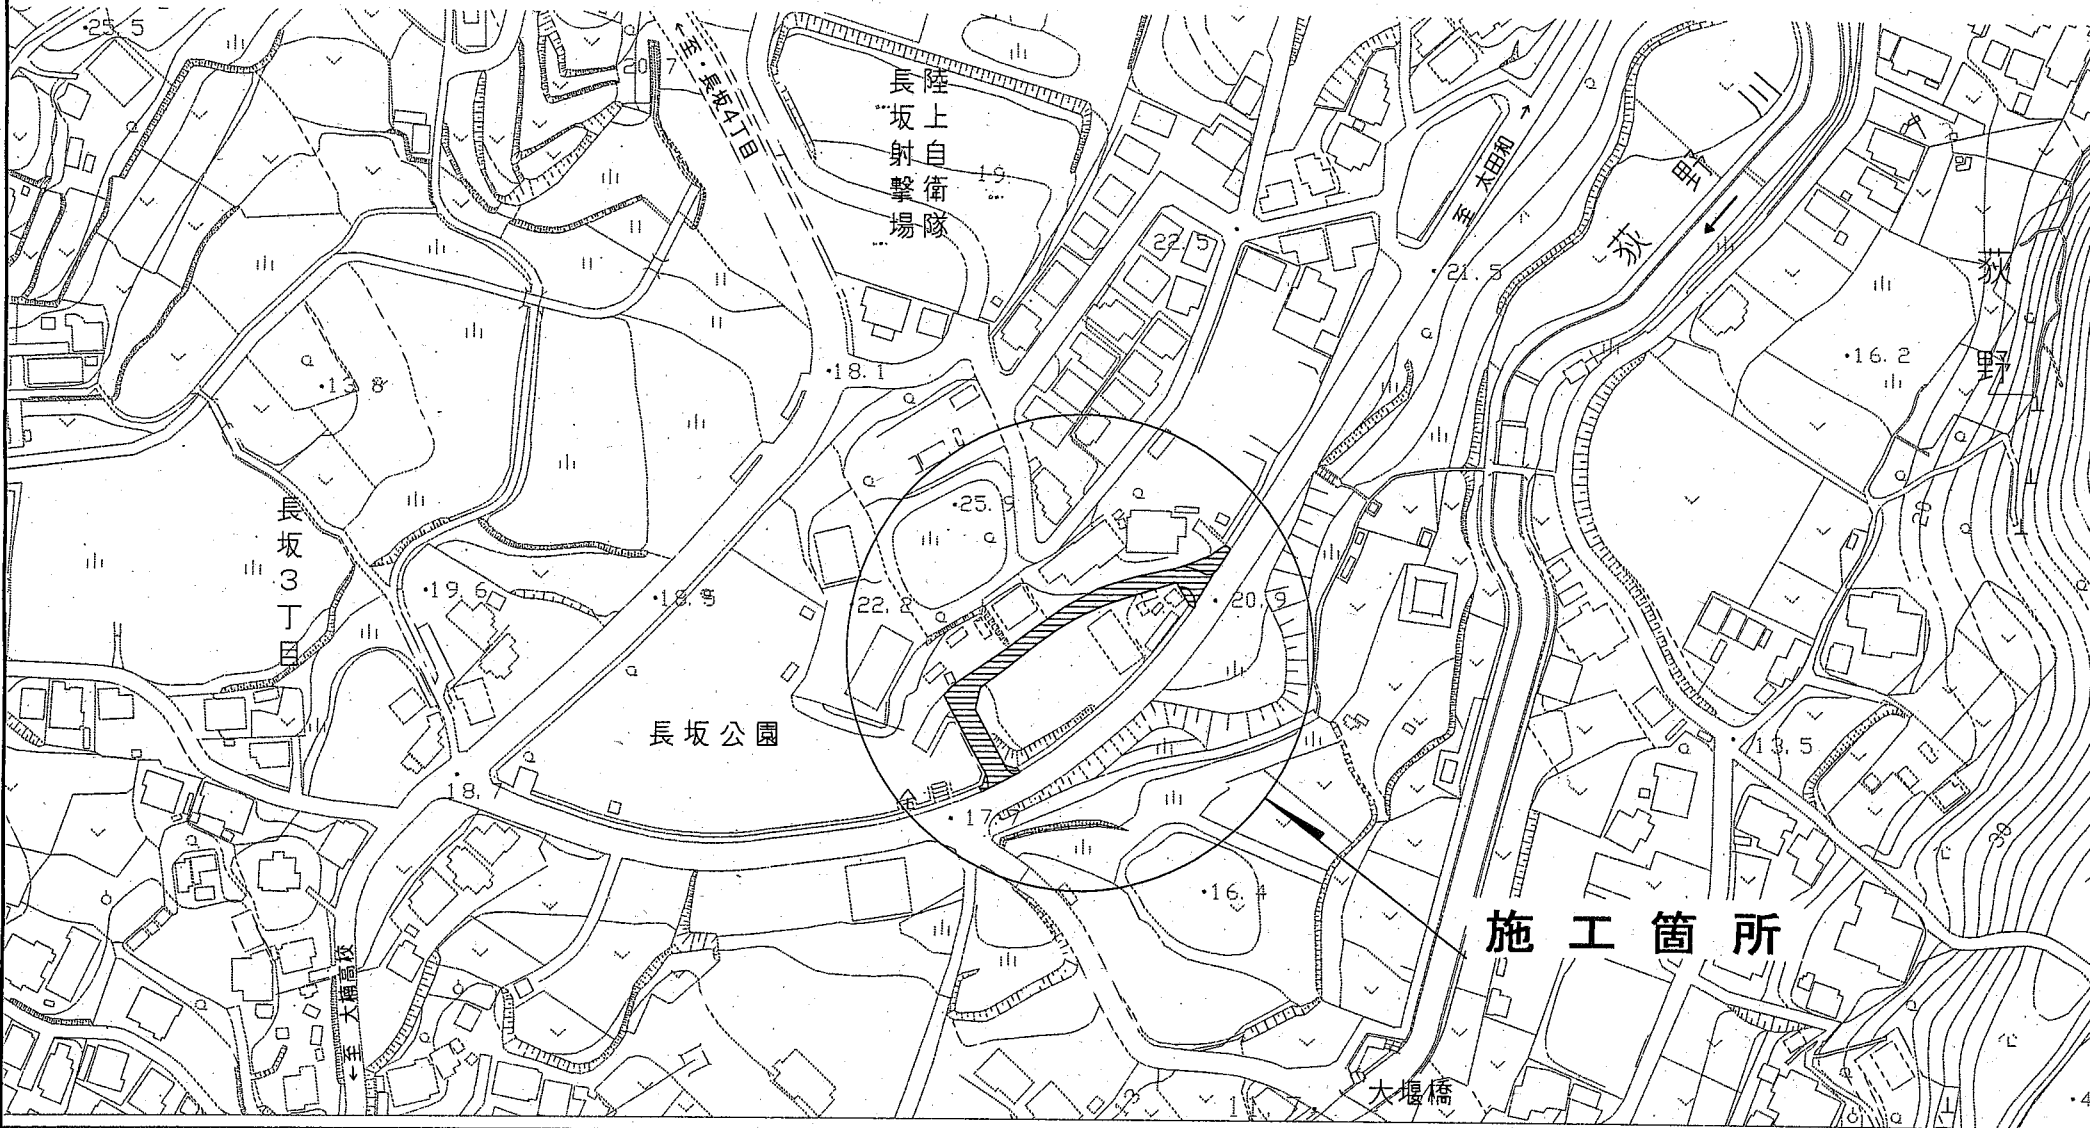 ・25.5
20.7
←至・長坂4丁目
陸上自衛隊
長坂射撃場
19.
22.5
至 太田和→
・21.5
荻野川
荻野
・16.2
・18.1
・13.8
・25.9
長坂3丁目
・19.6
・18.9
22.2
・20.9
20
長坂公園
・13.5
18.7
・17.
・16.4
30
施工箇所
←至 大楠高校
大堰橋